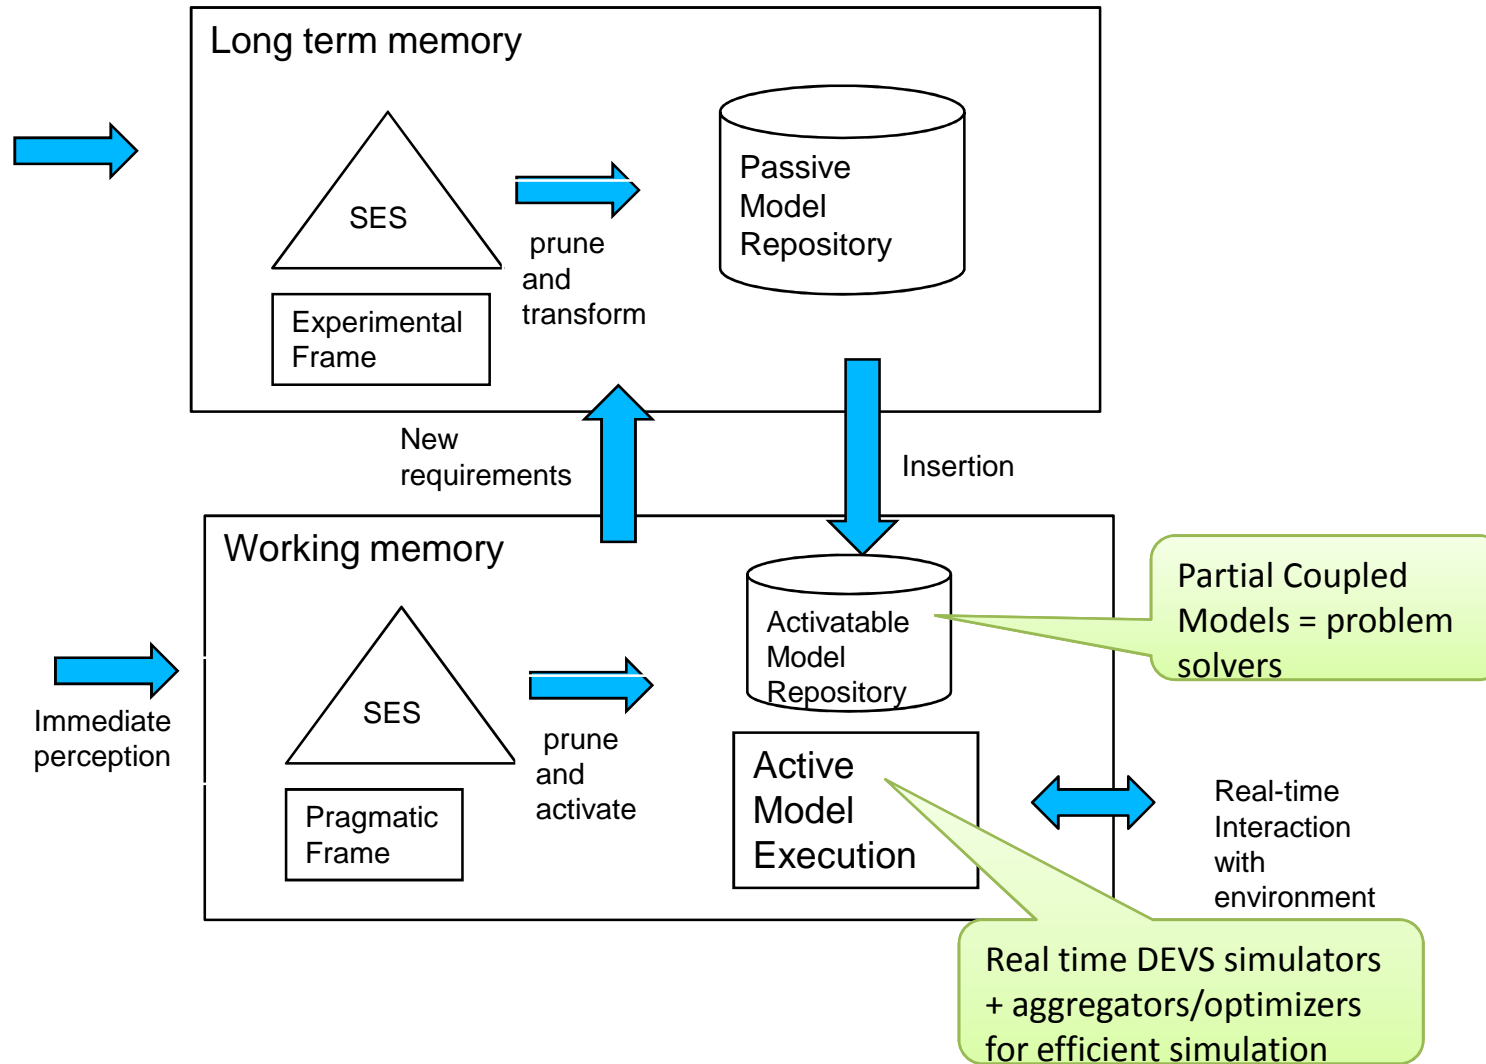 Long term memory
SES
prune
and
transform
Passive
Model
Repository
Experimental
Frame
New
requirements
Insertion
Working memory
Immediate
perception
SES
prune
and
activate
Pragmatic
Frame
Activatable
Model
Repository
Partial Coupled
Models = problem
solvers
Active
Model
Execution
Real-time
Interaction
with
environment
Real time DEVS simulators
+ aggregators/optimizers
for efficient simulation